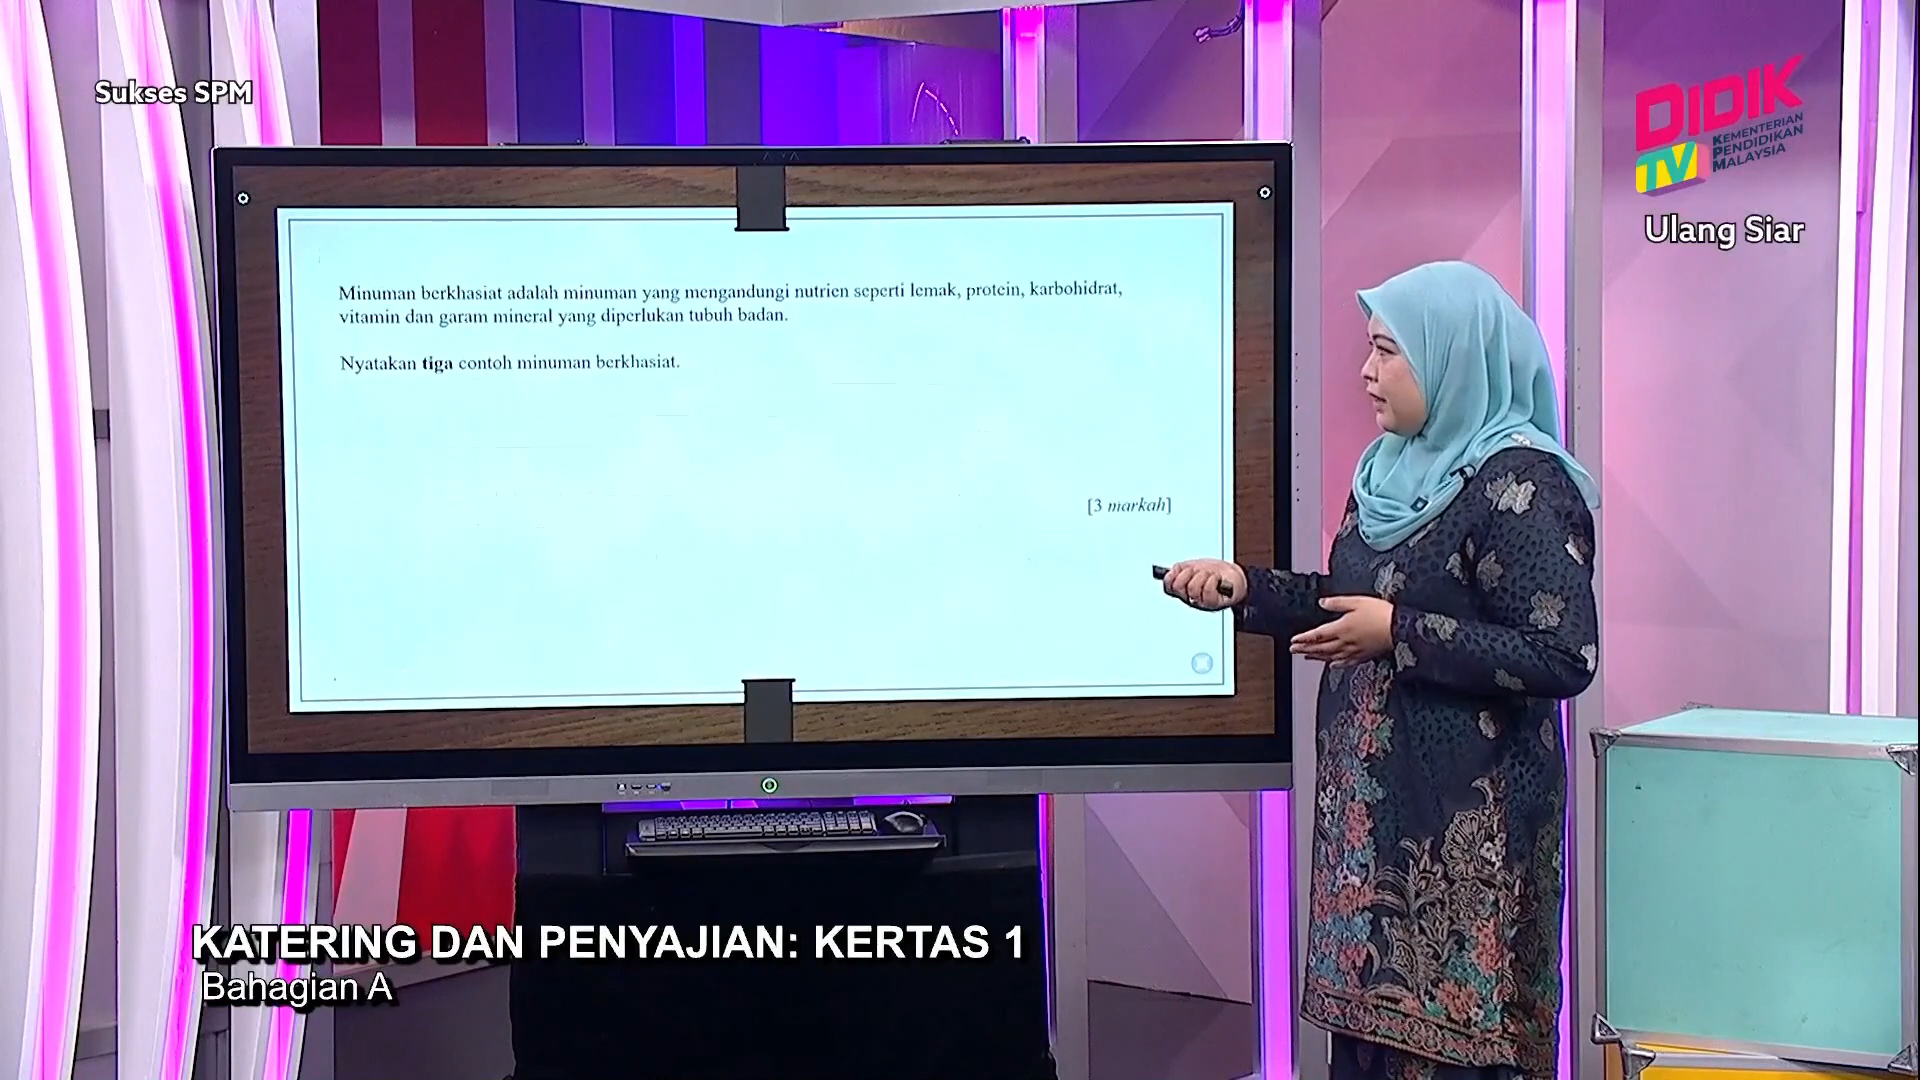 Sukses SPM
DIDIK
TV
KEMENTERIAN
PENDIDIKAN
MALAYSIA
Ulang Siar
Minuman berkhasiat adalah minuman yang mengandungi nutrien seperti lemak, protein, karbohidrat,
vitamin dan garam mineral yang diperlukan tubuh badan.
Nyatakan tiga contoh minuman berkhasiat.
[3 markah]
KATERING DAN PENYAJIAN: KERTAS 1
Bahagian A